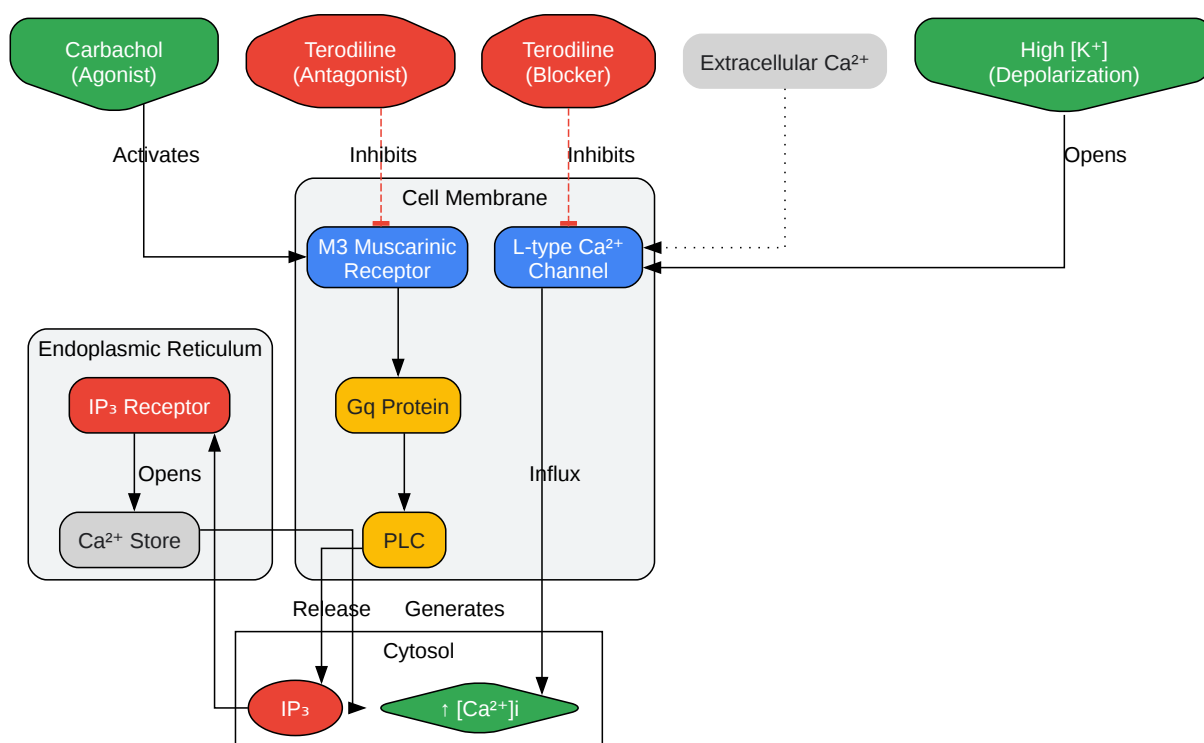 Carbachol
(Agonist)
Terodiline
(Antagonist)
Terodiline
(Blocker)
Extracellular Ca²⁺
High [K⁺]
(Depolarization)
Activates
Inhibits
Inhibits
Opens
Cell Membrane
M3 Muscarinic
Receptor
L-type Ca²⁺
Channel
Endoplasmic Reticulum
IP₃ Receptor
Gq Protein
Opens
Influx
Ca²⁺ Store
PLC
Release
Generates
Cytosol
IP₃
↑ [Ca²⁺]i